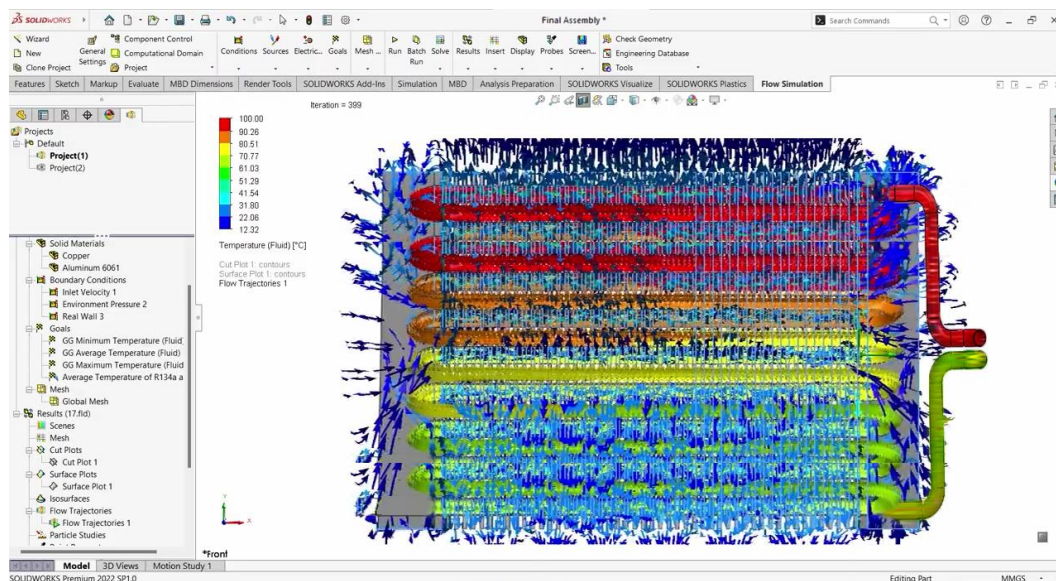 SOLIDWORKS
Final Assembly *
Search Commands
Wizard
New
Clone Project
General Settings
Component Control
Computational Domain
Project
Conditions
Sources
Electric...
Goals
Mesh ...
Run
Batch Run
Solve
Results
Insert
Display
Probes
Screen...
Check Geometry
Engineering Database
Tools
Features
Sketch
Markup
Evaluate
MBD Dimensions
Render Tools
SOLIDWORKS Add-Ins
Simulation
MBD
Analysis Preparation
SOLIDWORKS Visualize
SOLIDWORKS Plastics
Flow Simulation
Projects
Default
Project(1)
Project(2)
Solid Materials
Copper
Aluminum 6061
Boundary Conditions
Inlet Velocity 1
Environment Pressure 2
Real Wall 3
Goals
GG Minimum Temperature (Fluid
GG Average Temperature (Fluid)
GG Maximum Temperature (Fluid
Average Temperature of R134a a
Mesh
Global Mesh
Results (17.fld)
Scenes
Mesh
Cut Plots
Cut Plot 1
Surface Plots
Surface Plot 1
Isosurfaces
Flow Trajectories
Flow Trajectories 1
Particle Studies
Iteration = 399
100.00
90.26
80.51
70.77
61.03
51.29
41.54
31.80
22.06
12.32
Temperature (Fluid) [°C]
Cut Plot 1: contours
Surface Plot 1: contours
Flow Trajectories 1
Y
X
*Front
Model
3D Views
Motion Study 1
SOLIDWORKS Premium 2022 SP1.0
Editing Part
MMGS